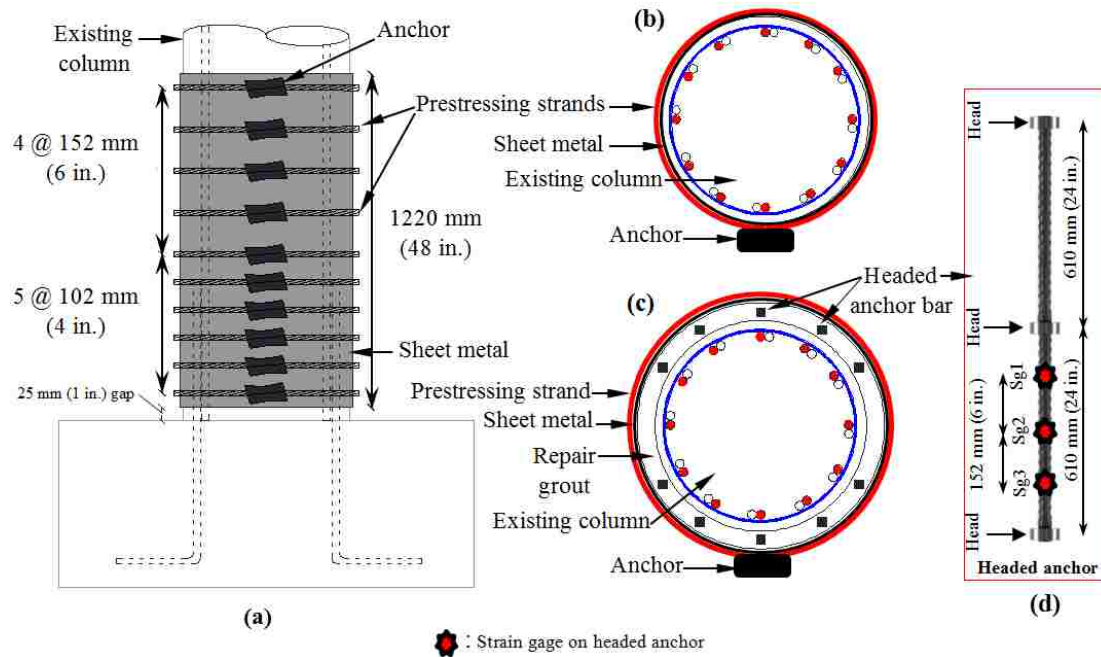 Existing
column
Anchor
Prestressing strands
4 @ 152 mm
(6 in.)
1220 mm
(48 in.)
5 @ 102 mm
(4 in.)
Sheet metal
25 mm (1 in.) gap
(a)
(b)
Sheet metal
Existing column
Anchor
(c)
Headed
anchor bar
Prestressing strand
Sheet metal
Repair
grout
Existing column
Anchor
Head
610 mm (24 in.)
Head
Sg1
152 mm (6 in.)
Sg2
610 mm (24 in.)
Sg3
Head
Headed anchor
(d)
: Strain gage on headed anchor